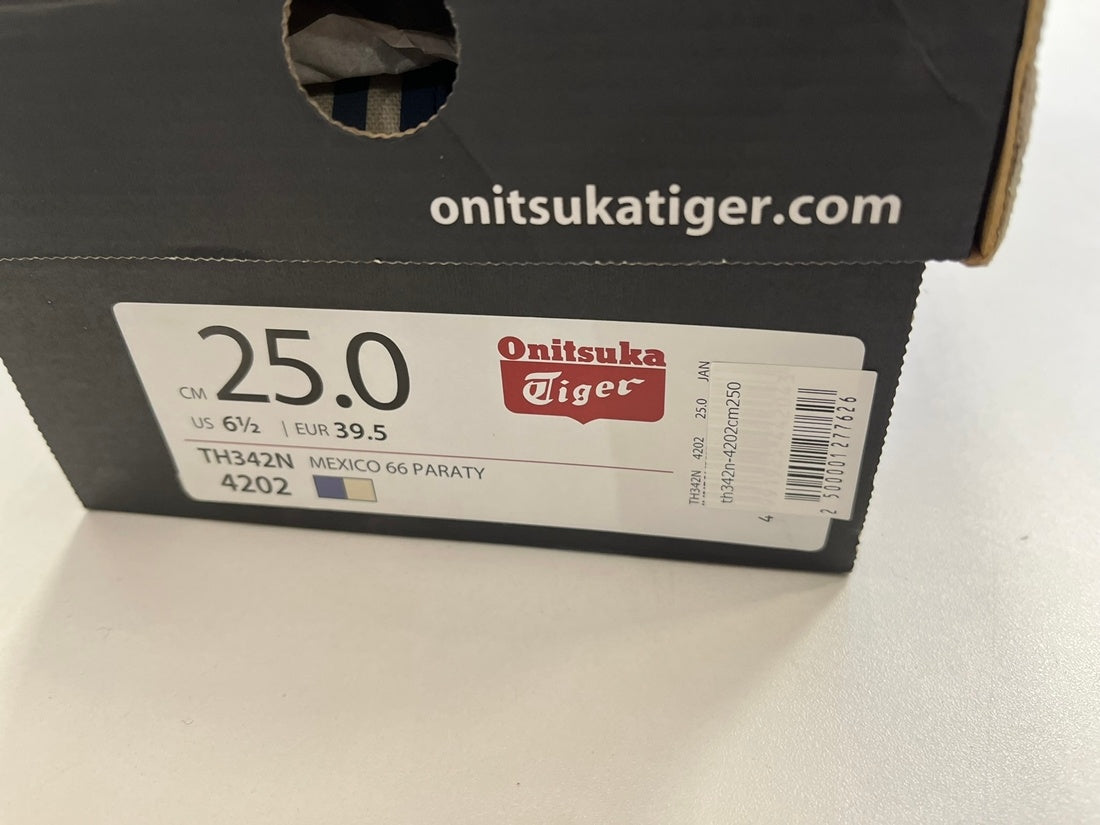 onitsukatiger.com
CM 25.0
US 6½ | EUR 39.5
TH342N MEXICO 66 PARATY
4202
Onitsuka
Tiger
TH342N 4202 25.0 JAN
th342n-4202cm250
2 500001 277626
4